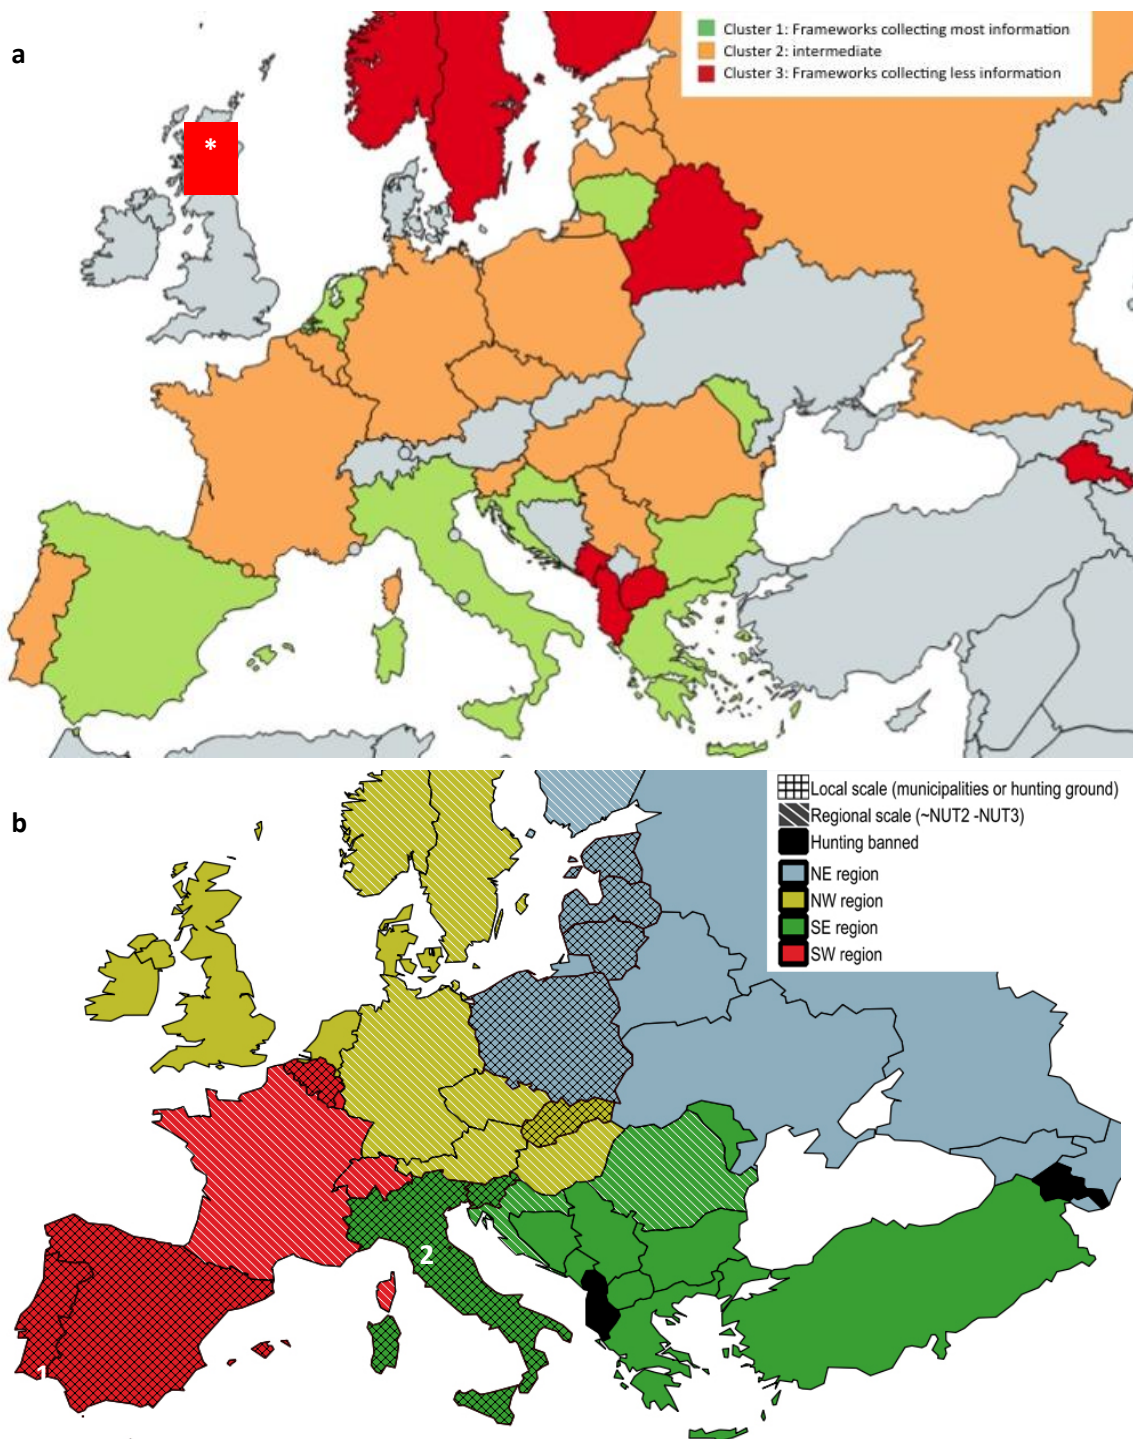 a
Cluster 1: Frameworks collecting most information
Cluster 2: intermediate
Cluster 3: Frameworks collecting less information
*
b
Local scale (municipalities or hunting ground)
Regional scale (~NUT2 -NUT3)
Hunting banned
NE region
NW region
SE region
SW region
2
1